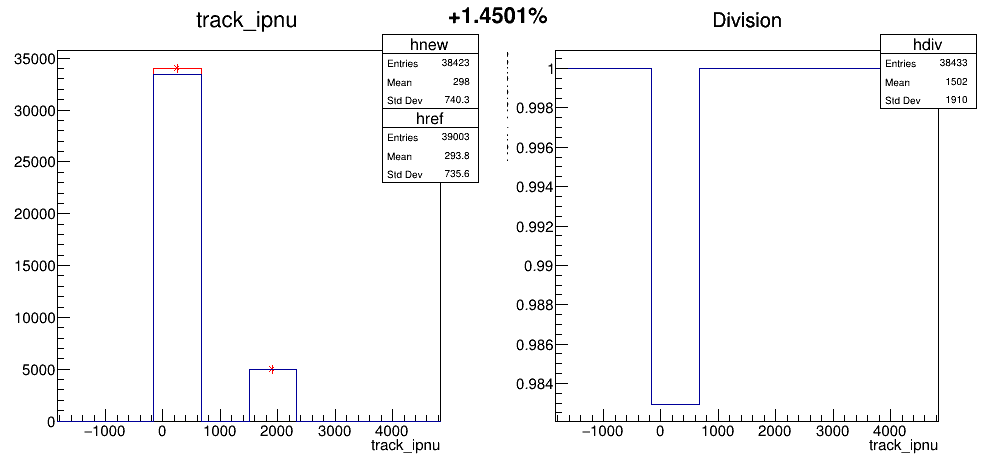 track_ipnu
+1.4501%
Division
hnew
Entries 38423
Mean 298
Std Dev 740.3
href
Entries 39003
Mean 293.8
Std Dev 735.6
35000
30000
25000
20000
15000
10000
5000
0
−1000 0 1000 2000 3000 4000
track_ipnu
hdiv
Entries 38433
Mean 1502
Std Dev 1910
1
0.998
0.996
0.994
0.992
0.99
0.988
0.986
0.984
−1000 0 1000 2000 3000 4000
track_ipnu